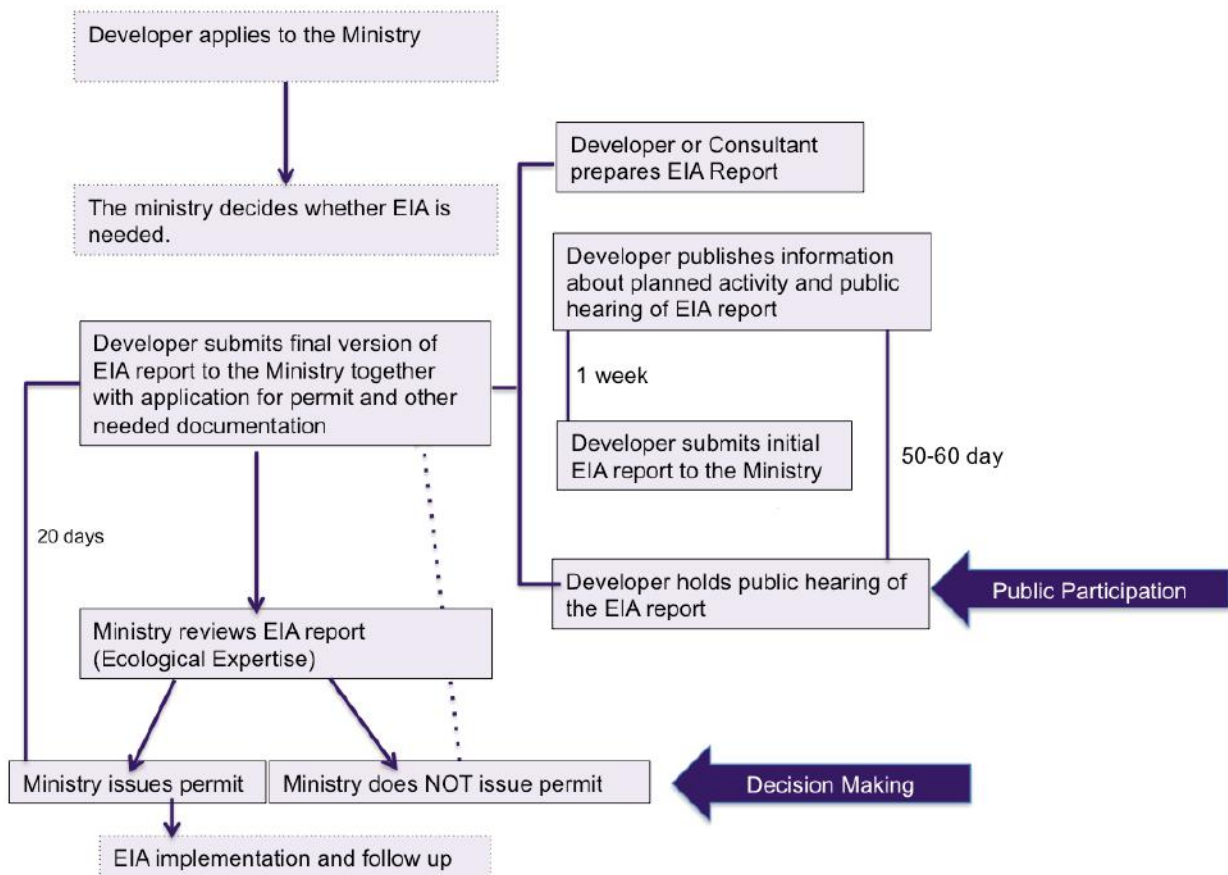 Developer applies to the Ministry
The ministry decides whether EIA is
needed.
Developer or Consultant
prepares EIA Report
Developer publishes information
about planned activity and public
hearing of EIA report
1 week
Developer submits initial
EIA report to the Ministry
50-60 day
Developer holds public hearing of
the EIA report
Public Participation
Developer submits final version of
EIA report to the Ministry together
with application for permit and other
needed documentation
20 days
Ministry reviews EIA report
(Ecological Expertise)
Ministry issues permit
Ministry does NOT issue permit
Decision Making
EIA implementation and follow up